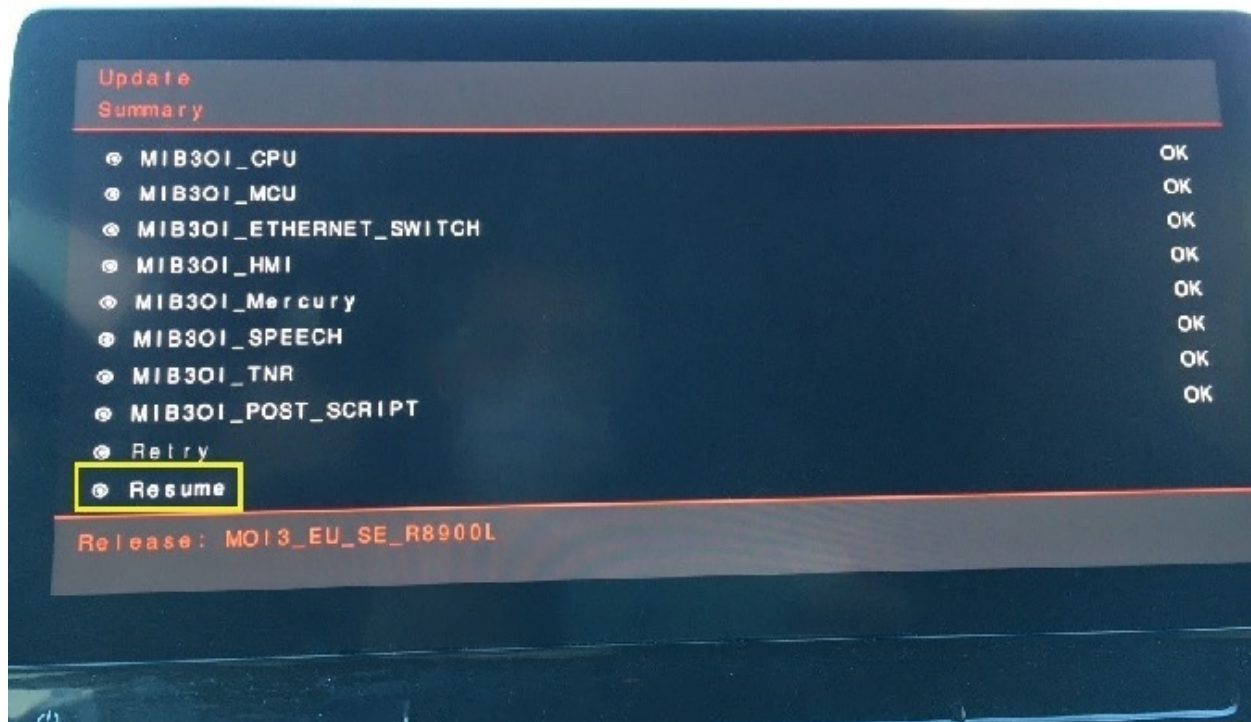 Update
Summary
MIB3OI_CPU OK
MIB3OI_MCU OK
MIB3OI_ETHERNET_SWITCH OK
MIB3OI_HMI OK
MIB3OI_Mercury OK
MIB3OI_SPEECH OK
MIB3OI_TNR OK
MIB3OI_POST_SCRIPT OK
Retry
Resume
Release: MOI3_EU_SE_R8900L